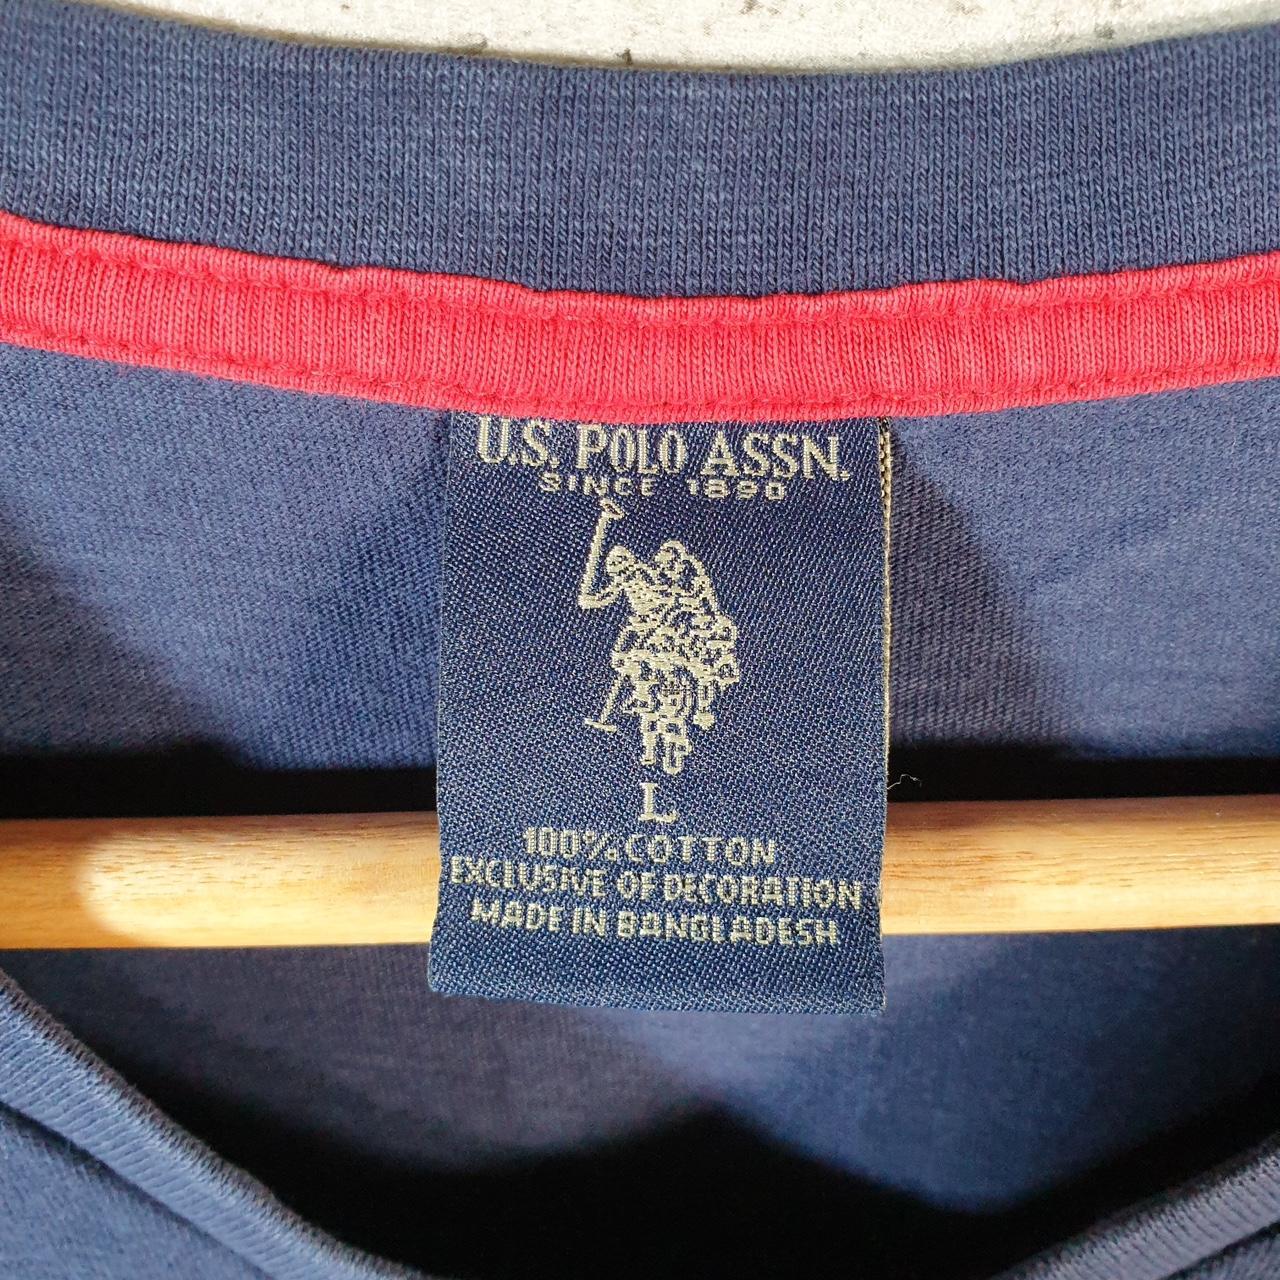 U.S. POLO ASSN.
SINCE 1890
L
100% COTTON
EXCLUSIVE OF DECORATION
MADE IN BANGLADESH